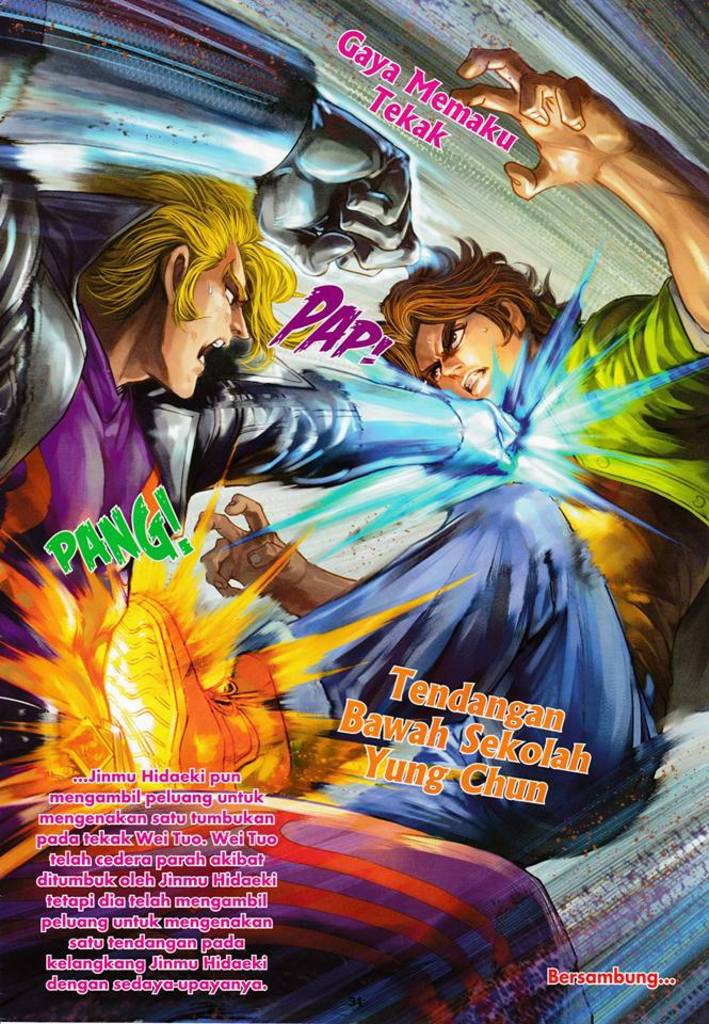 Gaya Memaku
Tekak
PAP!
PANG!
Tendangan
Bawah Sekolah
Yung Chun
...Jinmu Hidaeki pun
mengambil peluang untuk
mengenakan satu tumbukan
pada tekak Wei Tuo. Wei Tuo
telah cedera parah akibat
ditumbuk oleh Jinmu Hidaeki
tetapi dia telah mengambil
peluang untuk mengenakan
satu tendangan pada
kelangkang Jinmu Hidaeki
dengan sedaya-upayanya.
Bersambung...
31